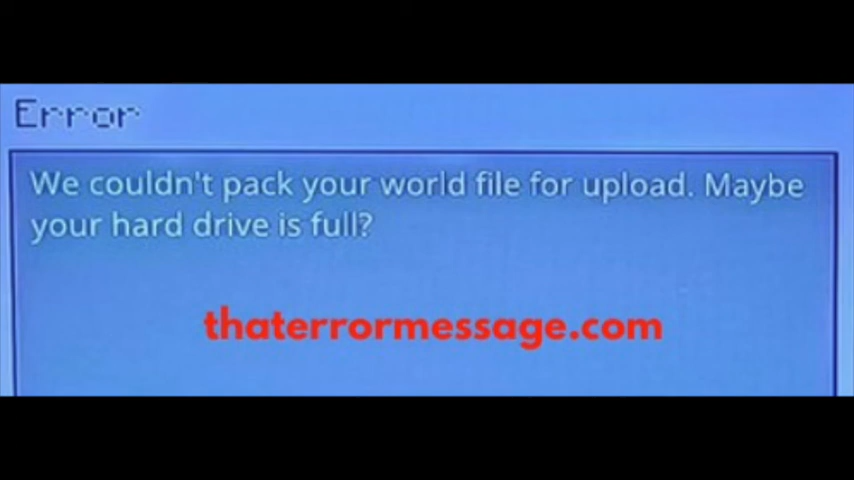 Error
We couldn't pack your world file for upload. Maybe
your hard drive is full?
thaterrormessage.com